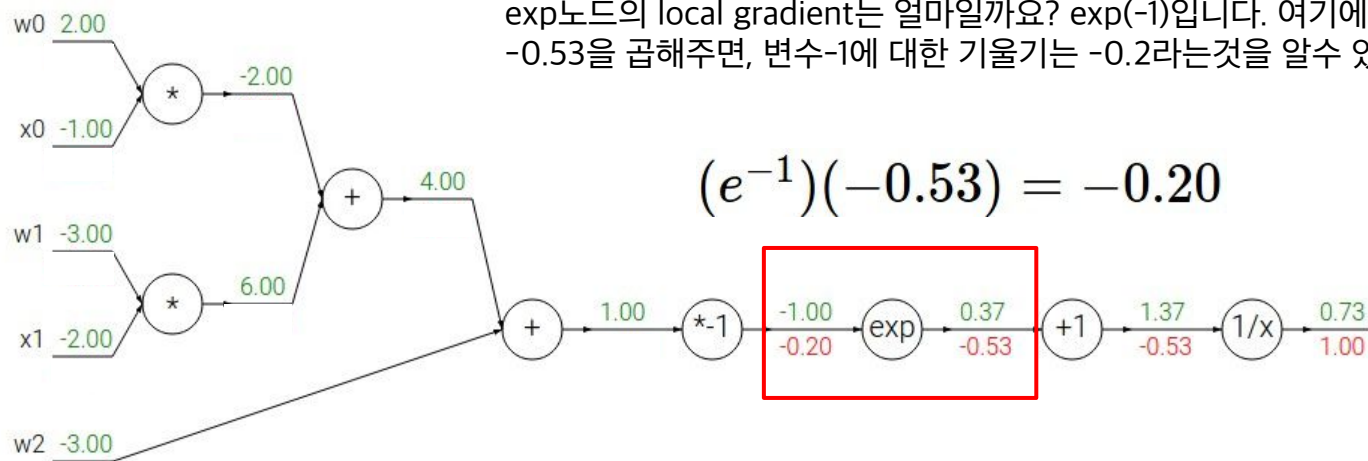 exp노드의 local gradient는 얼마일까요? exp(-1)입니다. 여기에
-0.53을 곱해주면, 변수-1에 대한 기울기는 -0.2라는것을 알수
w0 2.00
*
-2.00
x0 -1.00
+
4.00
(e^{-1})(-0.53) = -0.20
w1 -3.00
*
6.00
x1 -2.00
+
1.00
*-1
-1.00
-0.20
exp
0.37
-0.53
+1
1.37
-0.53
1/x
0.73
1.00
w2 -3.00